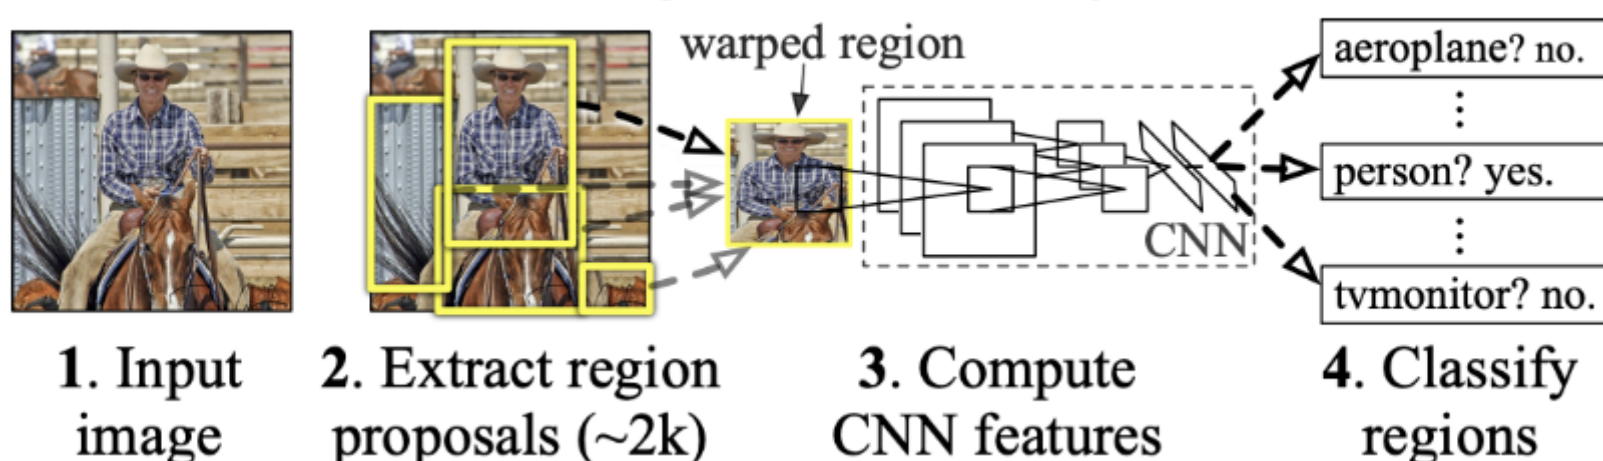 warped region
aeroplane? no.
person? yes.
CNN
tvmonitor? no.
1. Input
image
2. Extract region
proposals (~2k)
3. Compute
CNN features
4. Classify
regions